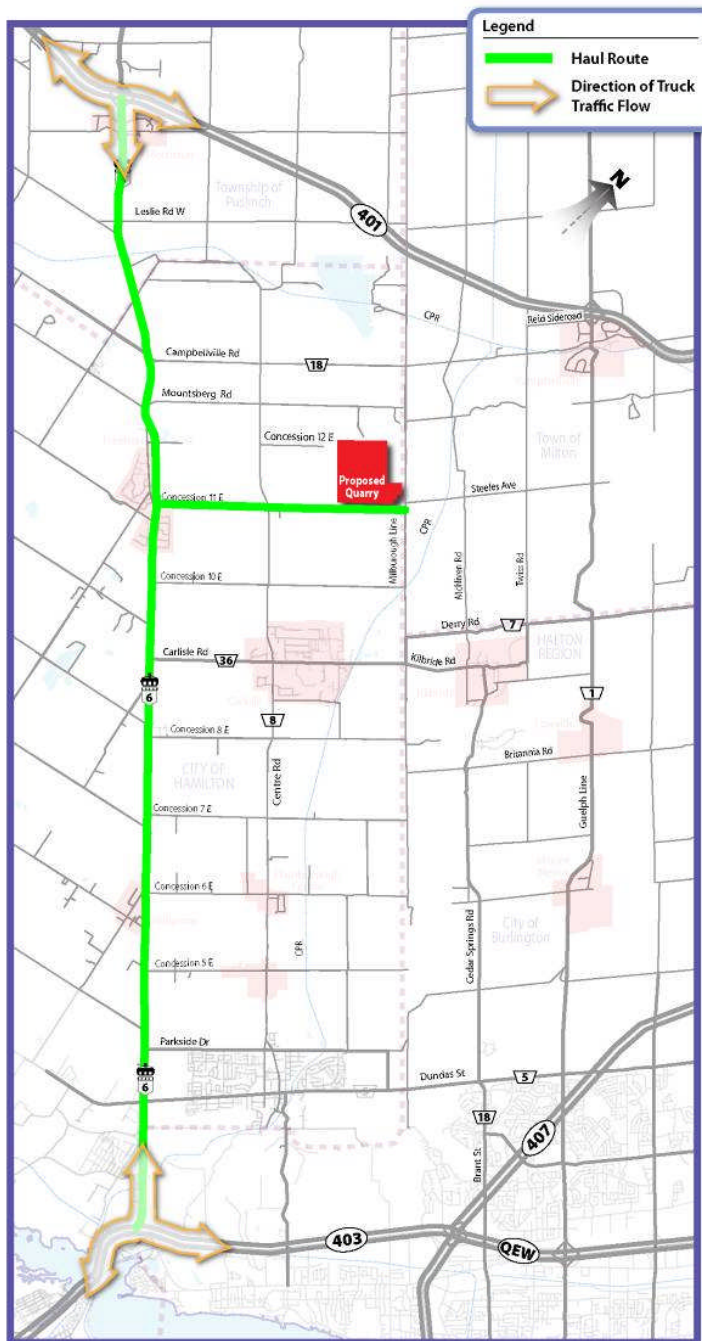 Legend
Haul Route
Direction of Truck
Traffic Flow
N
Township of
Puslinch
Leslie Rd W
401
CPR
Reid Sideroad
Campbellville Rd
18
Mountsberg Rd
Town of
Milton
Concession 12 E
Proposed
Quarry
Concession 11 E
Steeles Ave
CPR
Milburough Line
McNiven Rd
Twiss Rd
Concession 10 E
Derry Rd
7
HALTON
REGION
Carlisle Rd
36
Kilbride Rd
6
1
8
Concession 8 E
Britannia Rd
CITY OF
HAMILTON
Centre Rd
Guelph Line
Concession 7 E
Concession 6 E
City of
Burlington
Cedar Springs Rd
CPR
Concession 5 E
Parkside Dr
6
Dundas St
5
18
407
Brant St
403
QEW